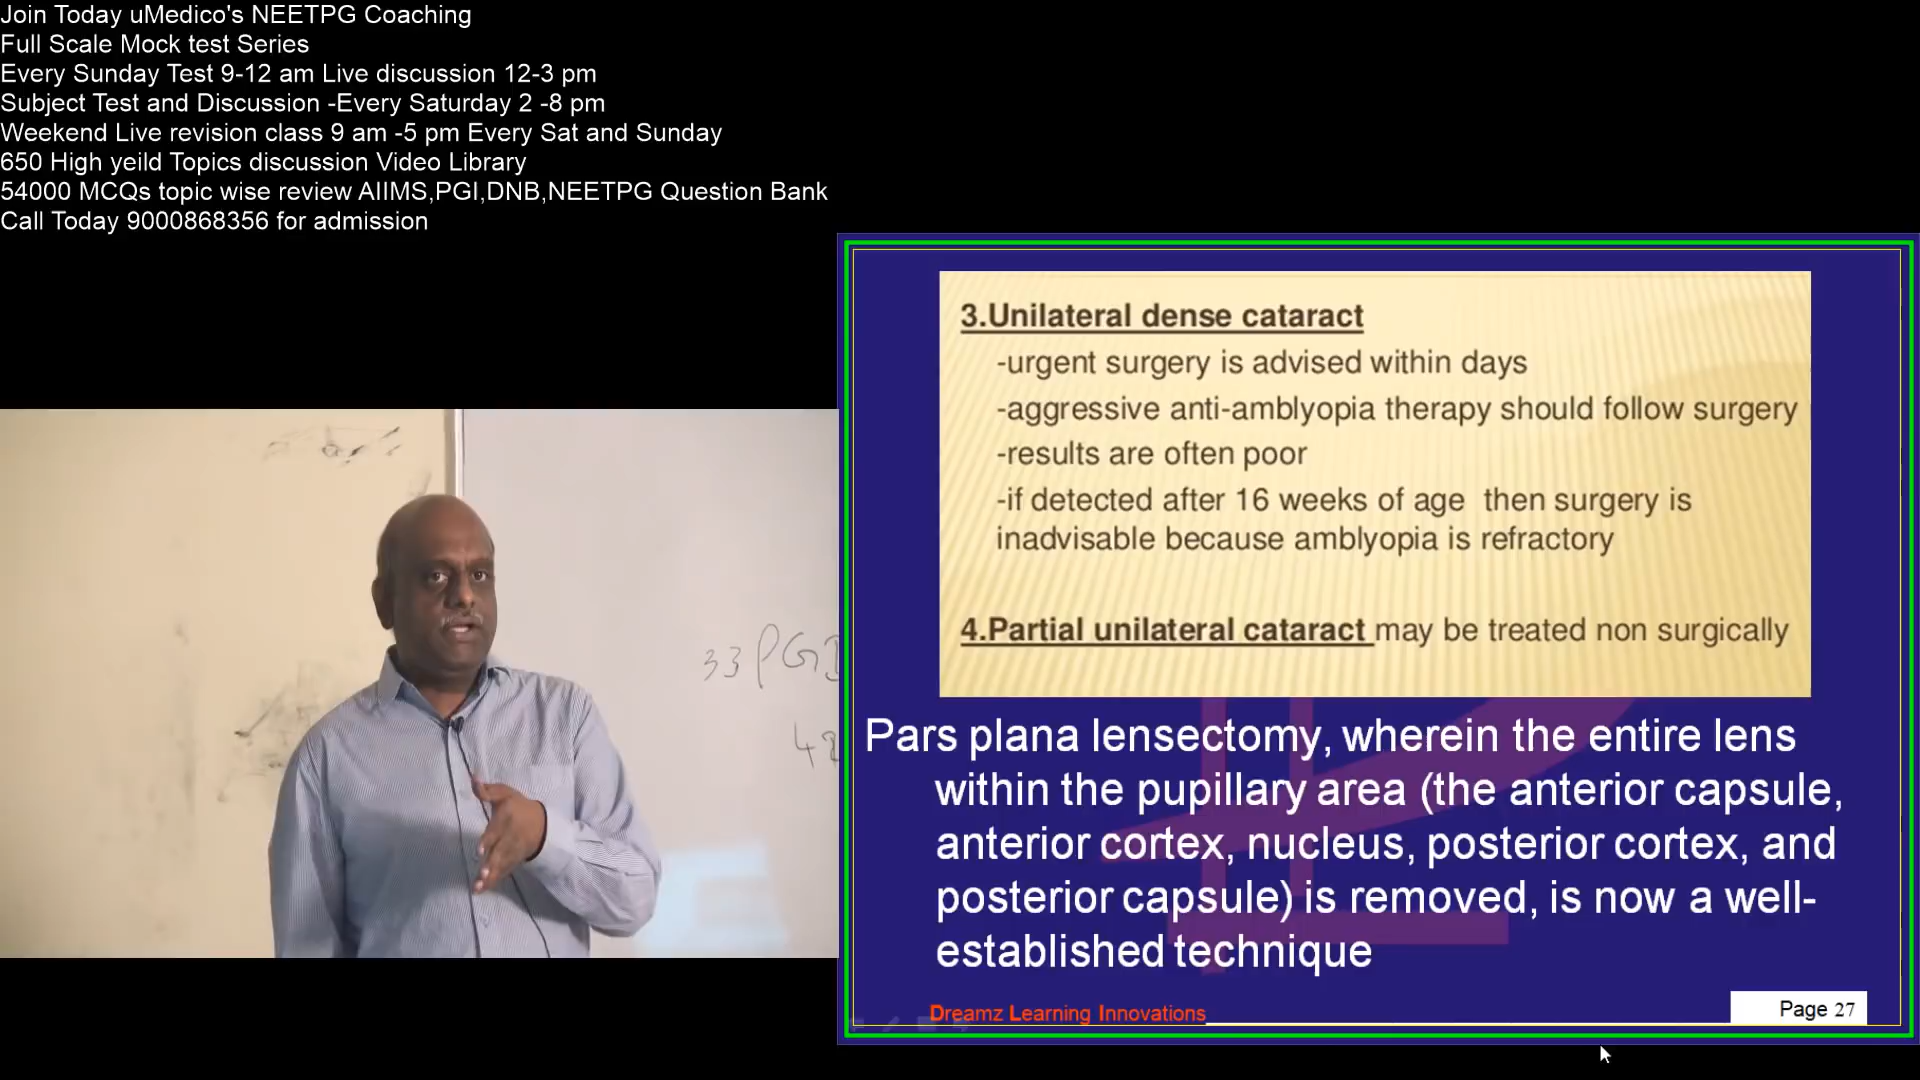 Join Today uMedico's NEETPG Coaching
Full Scale Mock test Series
Every Sunday Test 9-12 am Live discussion 12-3 pm
Subject Test and Discussion -Every Saturday 2 -8 pm
Weekend Live revision class 9 am -5 pm Every Sat and Sunday
650 High yeild Topics discussion Video Library
54000 MCQs topic wise review AIIMS,PGI,DNB,NEETPG Question Bank
Call Today 9000868356 for admission
3.Unilateral dense cataract
-urgent surgery is advised within days
-aggressive anti-amblyopia therapy should follow surgery
-results are often poor
-if detected after 16 weeks of age then surgery is
inadvisable because amblyopia is refractory
4.Partial unilateral cataract may be treated non surgically
Pars plana lensectomy, wherein the entire lens
within the pupillary area (the anterior capsule,
anterior cortex, nucleus, posterior cortex, and
posterior capsule) is removed, is now a well-
established technique
Dreamz Learning Innovations
Page 27
33 PGI